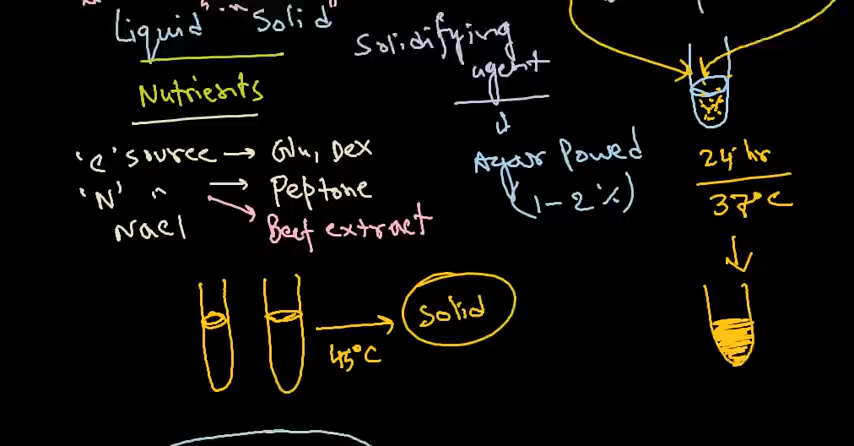 Liquid" "Solid"
Solidifying
agent
Nutrients
'C' source → Glu, Dex
'N' " → Peptone
Nacl Beef extract
Agar Powed
(1-2%)
24 hr
37°C
45°C
Solid